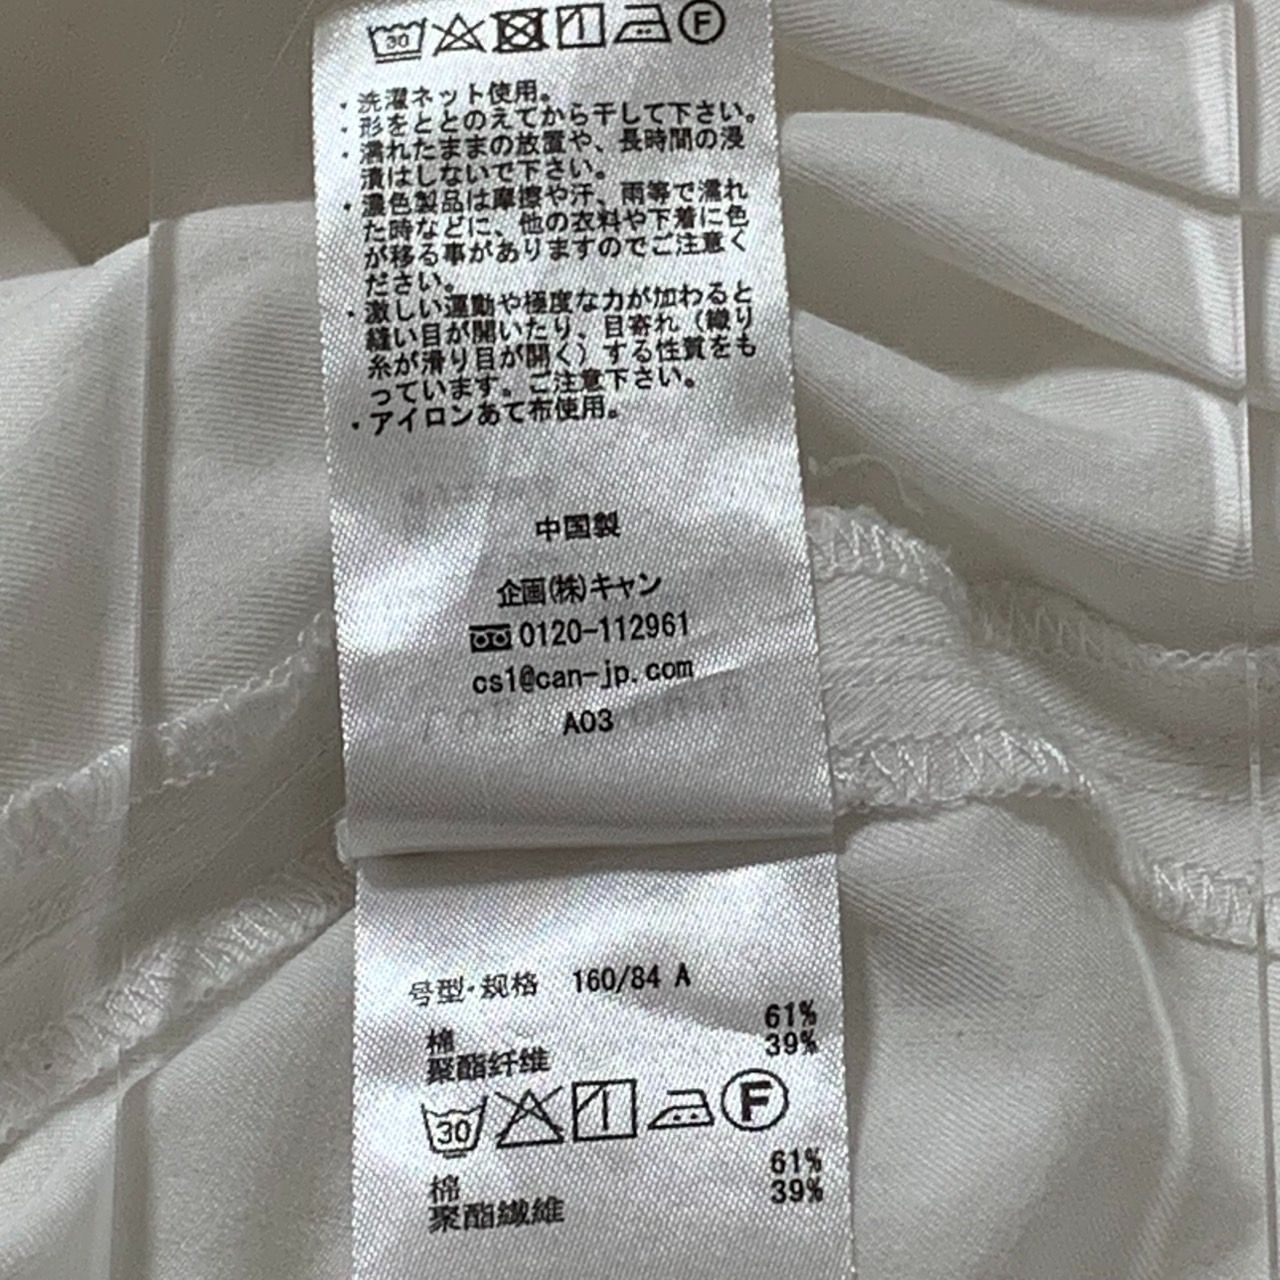 30 F
・洗濯ネット使用。
・形をととのえてから干して下さい。
・濡れたままの放置や、長時間の浸
漬はしないで下さい。
・濃色製品は摩擦や汗、雨等で濡れ
た時などに、他の衣料や下着に色
が移る事がありますのでご注意く
ださい。
・激しい運動や極度な力が加わると
縫い目が開いたり、目寄れ（織り
糸が滑り目が開く）する性質をも
っています。ご注意下さい。
・アイロンあて布使用。
中国製
企画(株)キャン
0120-112961
cs1@can-jp.com
A03
号型・规格 160/84 A
棉 61%
聚酯纤维 39%
30 F
棉 61%
聚酯纖維 39%